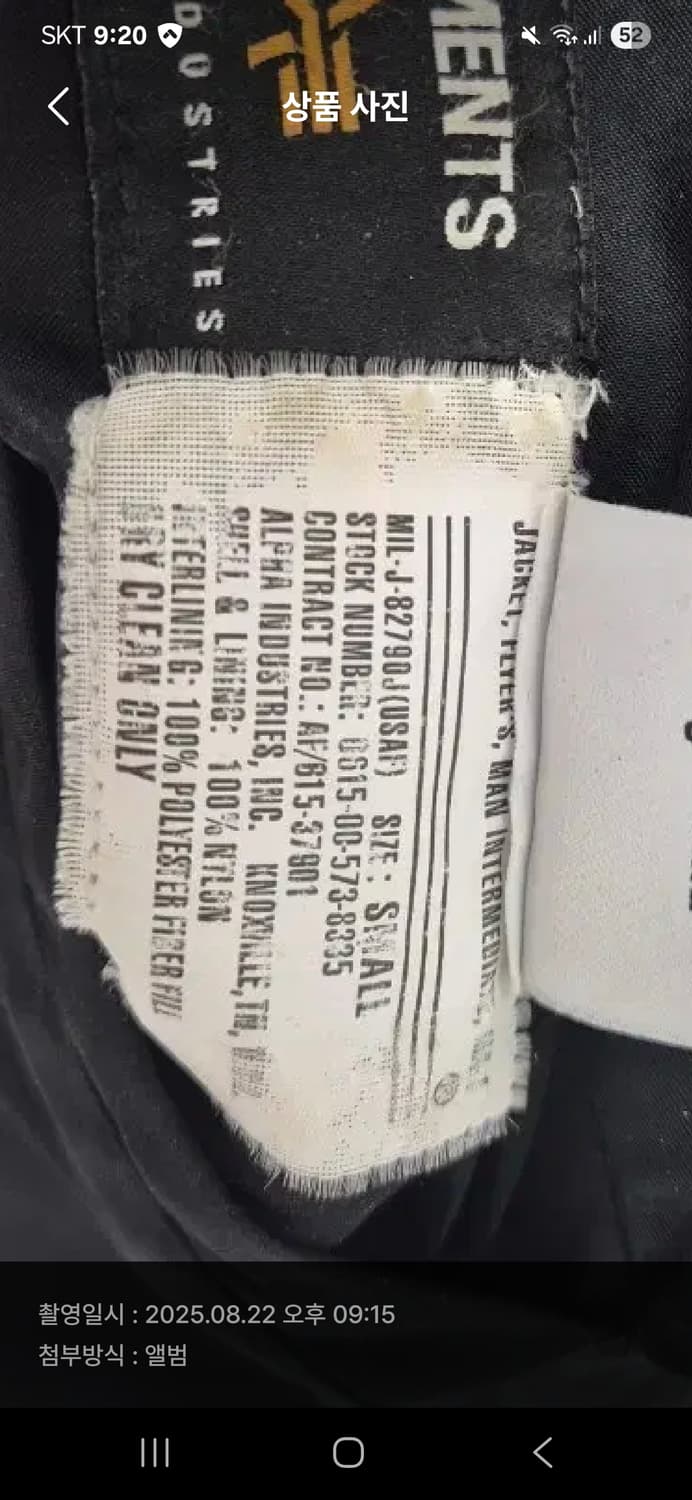 SKT 9:20
52
상품 사진
MENTS
DUSTRIES
JACKET, FLYER'S, MAN INTERMEDIATE,
MIL-J-82790J(USAF) SIZE: SMALL
STOCK NUMBER: 8615-00-573-8335
CONTRACT NO.: AF/615-37901
ALPHA INDUSTRIES, INC. KNOXVILLE, TN,
SHELL & LINING: 100% NYLON
INTERLINING: 100% POLYESTER FIBER FILL
DRY CLEAN ONLY
촬영일시 : 2025.08.22 오후 09:15
첨부방식 : 앨범